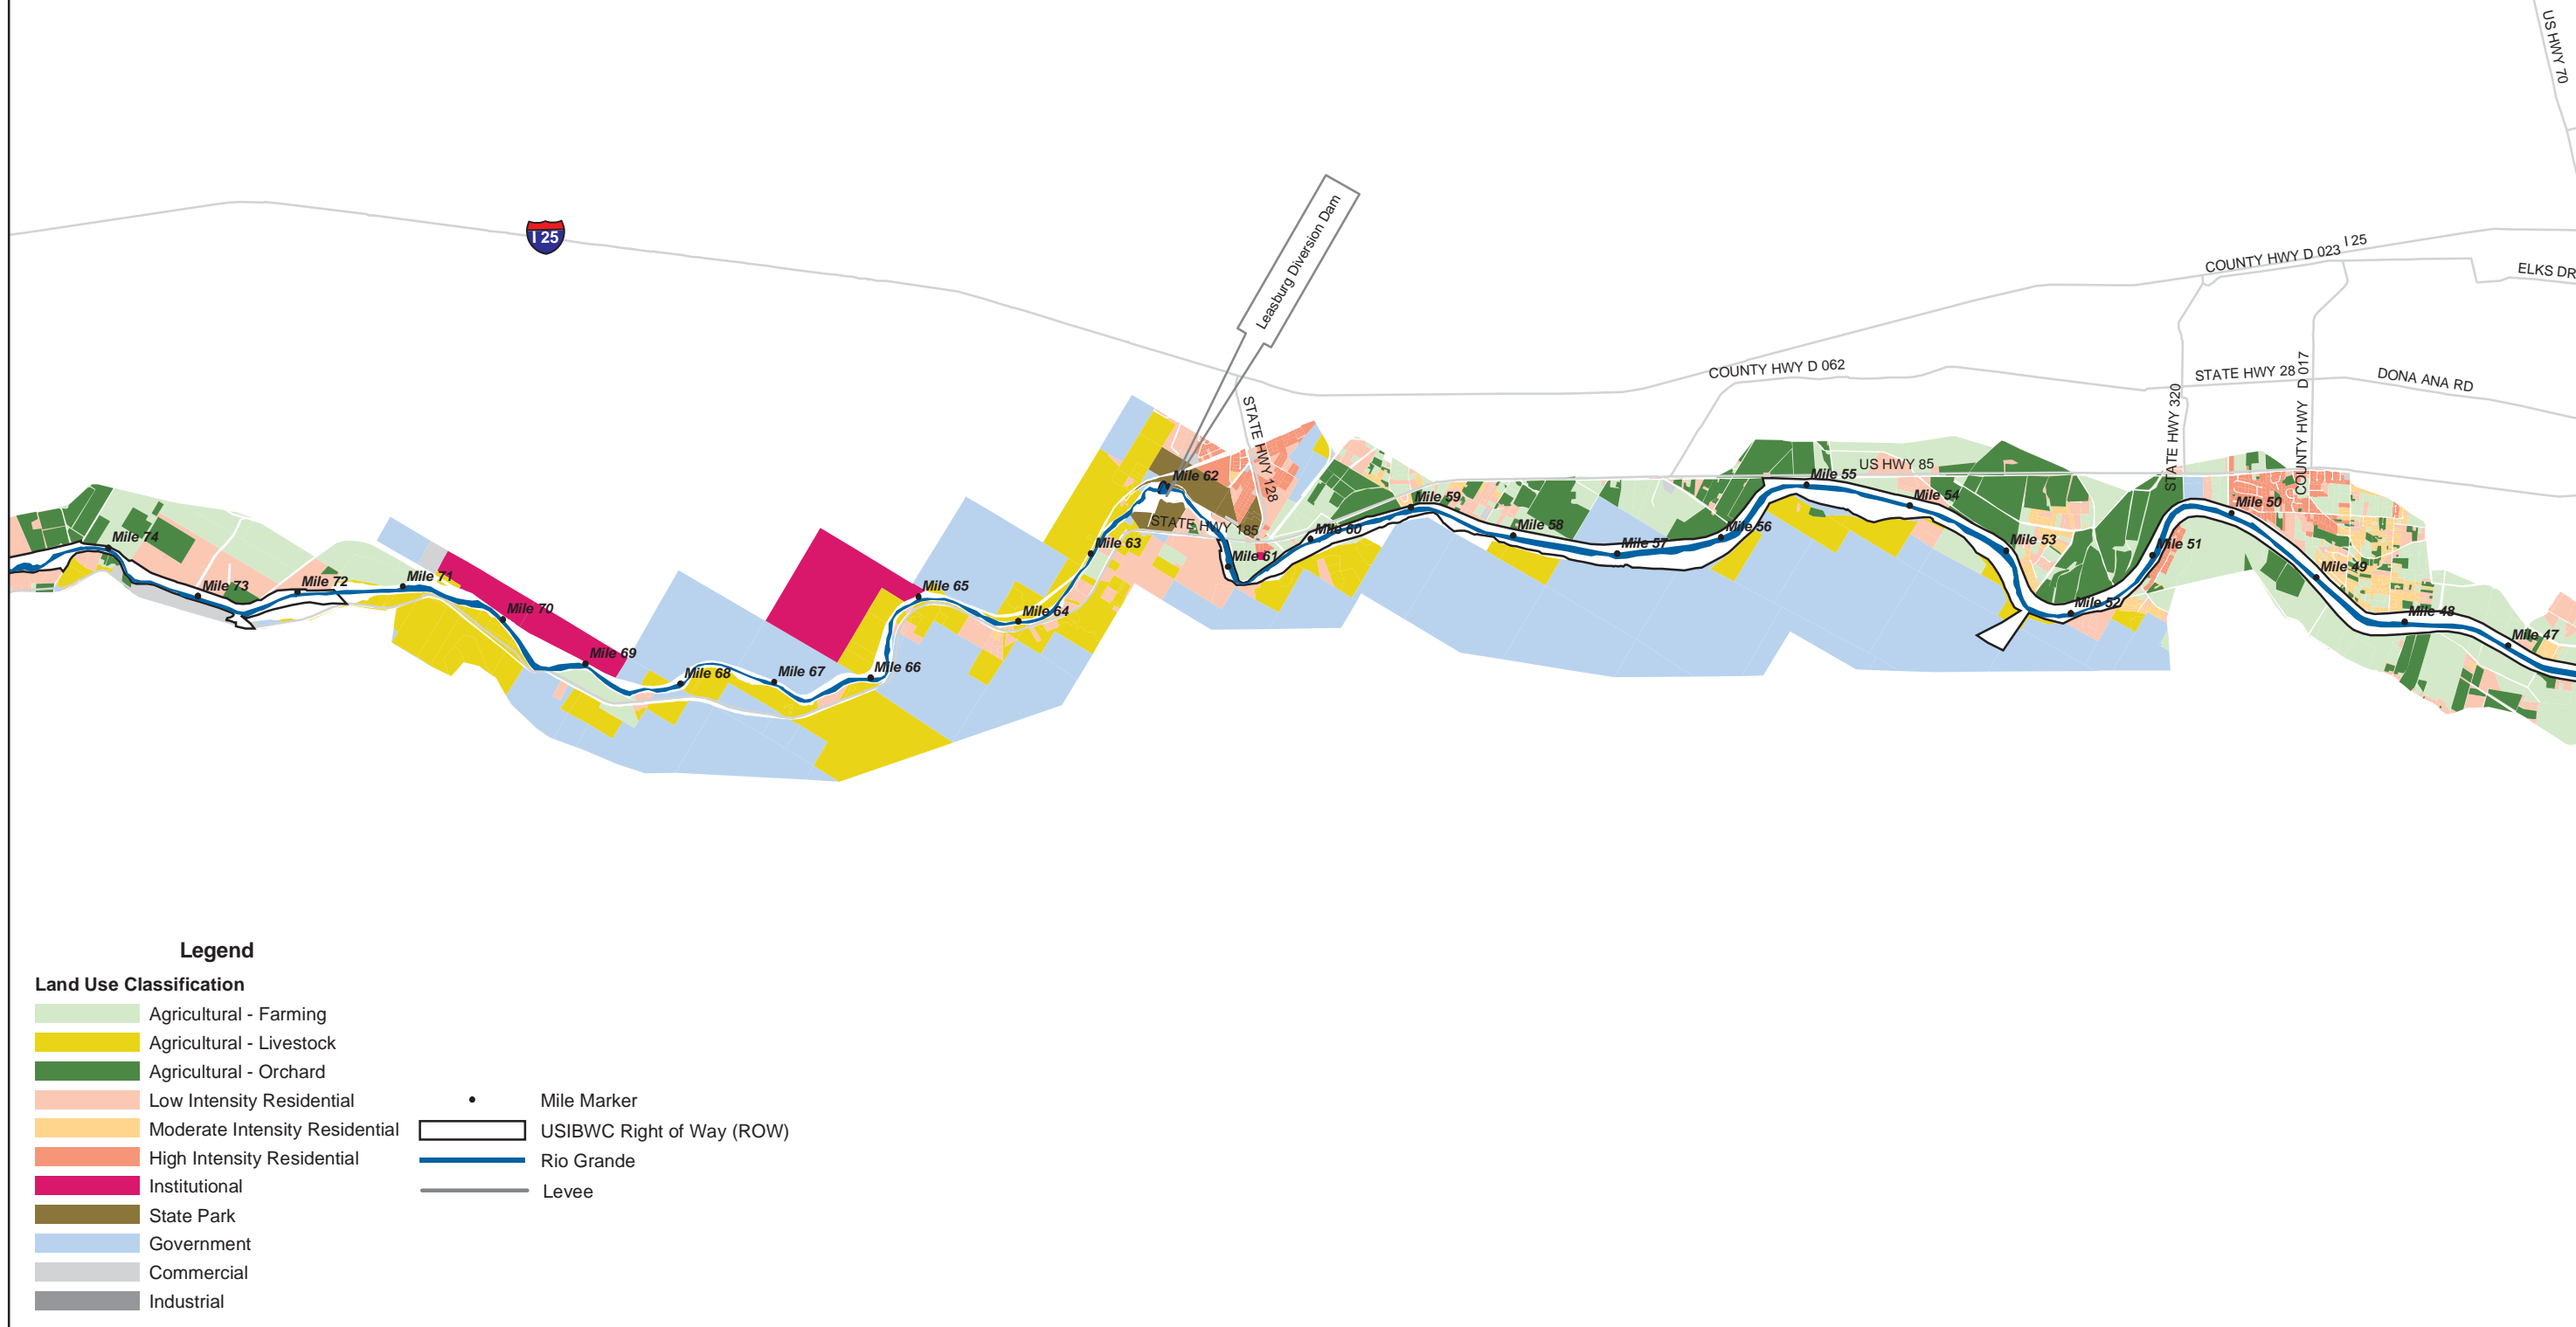 US HWY 70
I 25
COUNTY HWY D 023
I 25
ELKS DR
Leasburg Diversion Dam
COUNTY HWY D 062
STATE HWY 28
DONA ANA RD
STATE HWY 320
COUNTY HWY D 017
STATE HWY 128
US HWY 85
STATE HWY 185
Mile 74
Mile 73
Mile 72
Mile 71
Mile 70
Mile 69
Mile 68
Mile 67
Mile 66
Mile 65
Mile 64
Mile 63
Mile 62
Mile 61
Mile 60
Mile 59
Mile 58
Mile 57
Mile 56
Mile 55
Mile 54
Mile 53
Mile 52
Mile 51
Mile 50
Mile 49
Mile 48
Mile 47
Legend
Land Use Classification
Agricultural - Farming
Agricultural - Livestock
Agricultural - Orchard
Low Intensity Residential
Moderate Intensity Residential
High Intensity Residential
Institutional
State Park
Government
Commercial
Industrial
Mile Marker
USIBWC Right of Way (ROW)
Rio Grande
Levee